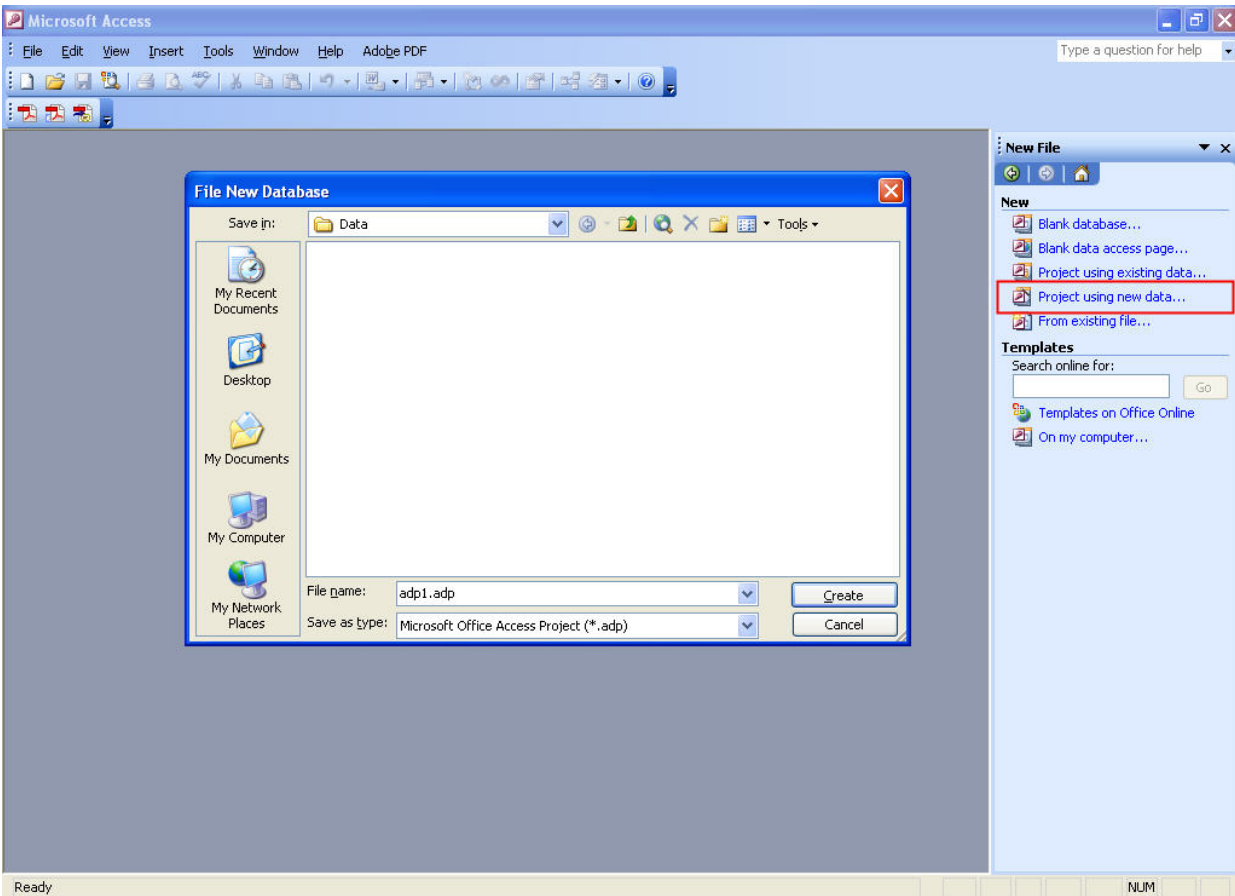 Microsoft Access
File Edit View Insert Tools Window Help Adobe PDF
Type a question for help
New File
New
Blank database...
Blank data access page...
Project using existing data...
Project using new data...
From existing file...
Templates
Search online for:
Go
Templates on Office Online
On my computer...
File New Database
Save in: Data Tools
My Recent
Documents
Desktop
My Documents
My Computer
My Network
Places
File name: adp1.adp Create
Save as type: Microsoft Office Access Project (*.adp) Cancel
Ready NUM